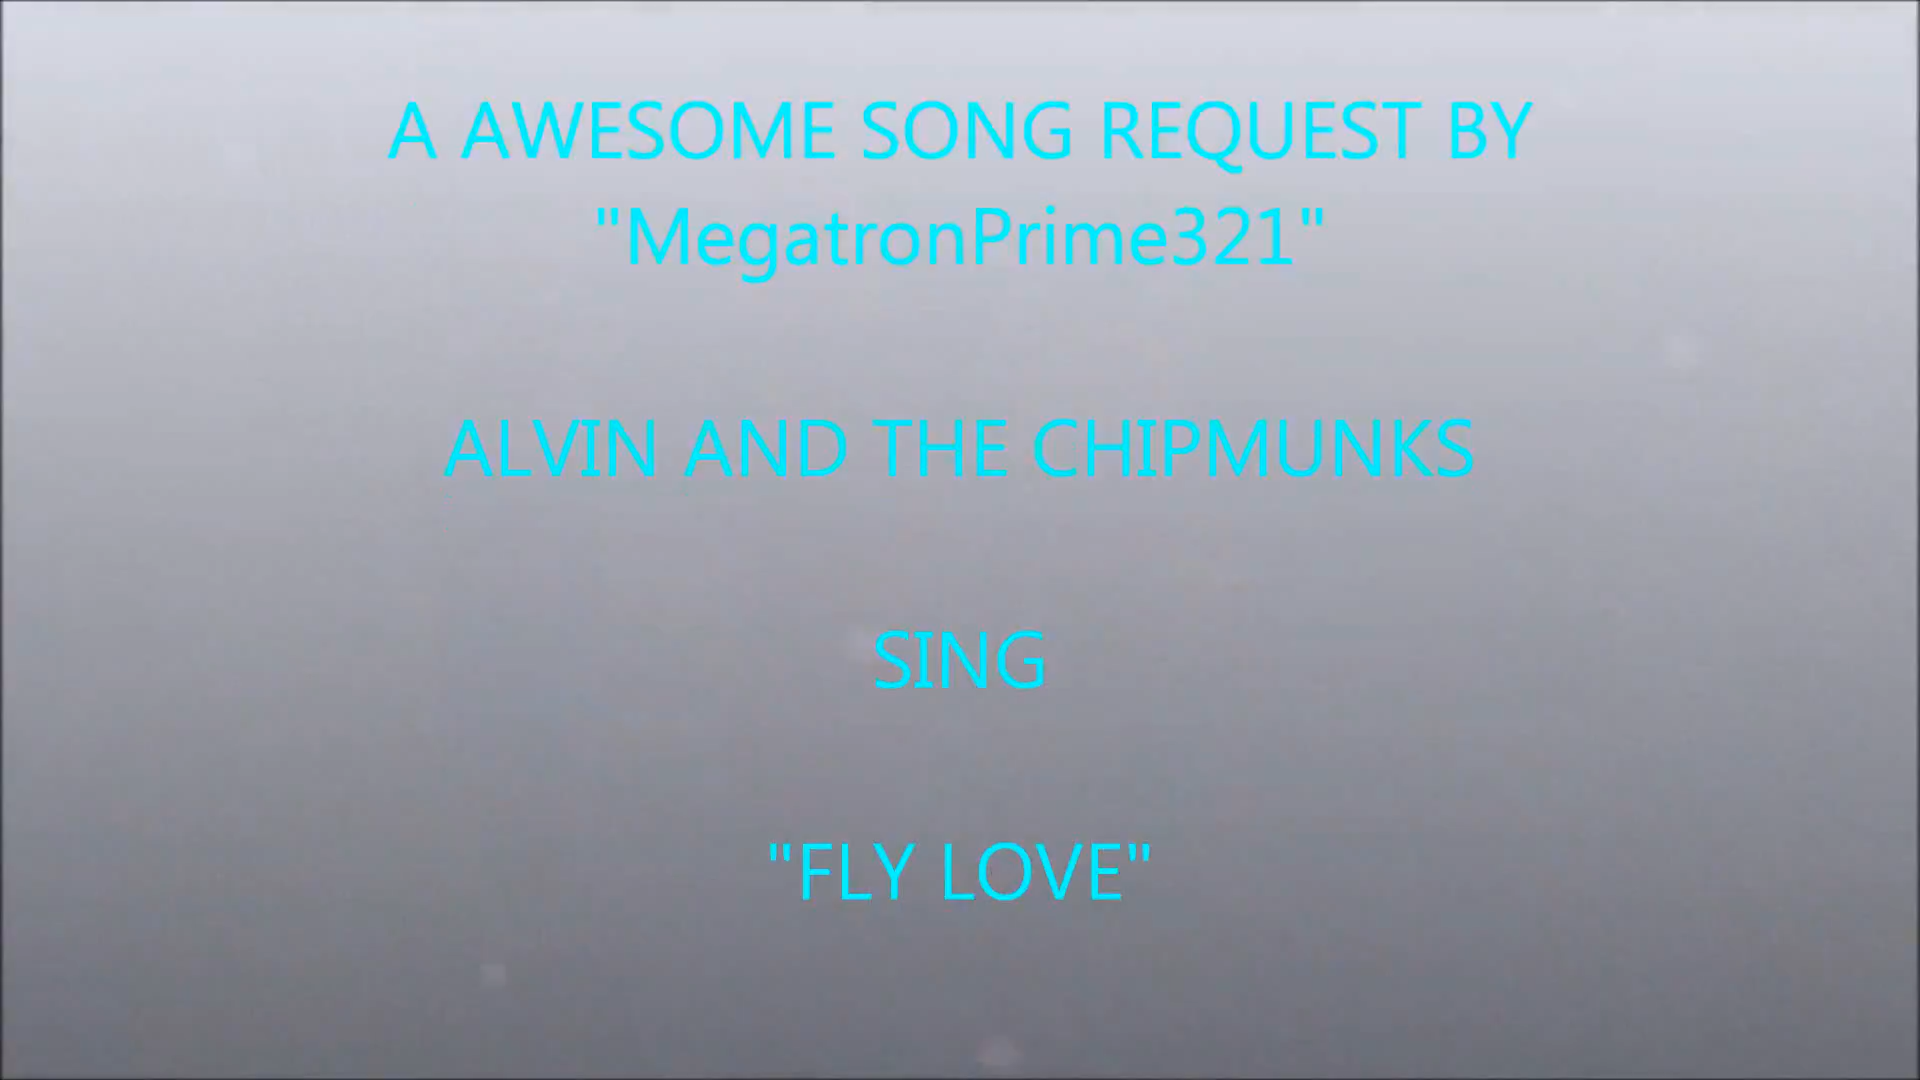 A AWESOME SONG REQUEST BY
"MegatronPrime321"
ALVIN AND THE CHIPMUNKS
SING
"FLY LOVE"